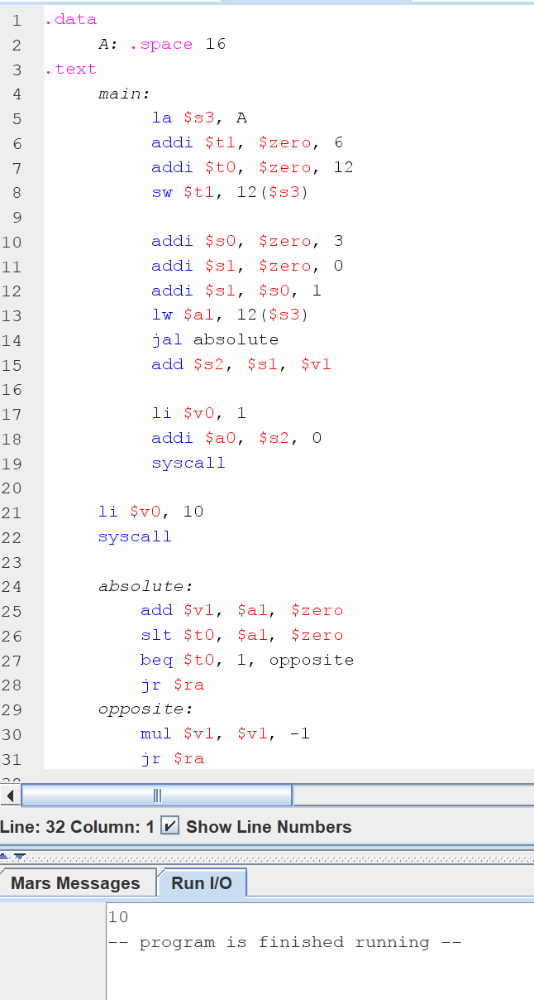 1 .data
2 A: .space 16
3 .text
4 main:
5 la $s3, A
6 addi $t1, $zero, 6
7 addi $t0, $zero, 12
8 sw $t1, 12($s3)
9
10 addi $s0, $zero, 3
11 addi $s1, $zero, 0
12 addi $s1, $s0, 1
13 lw $a1, 12($s3)
14 jal absolute
15 add $s2, $s1, $v1
16
17 li $v0, 1
18 addi $a0, $s2, 0
19 syscall
20
21 li $v0, 10
22 syscall
23
24 absolute:
25 add $v1, $a1, $zero
26 slt $t0, $a1, $zero
27 beq $t0, 1, opposite
28 jr $ra
29 opposite:
30 mul $v1, $v1, -1
31 jr $ra
Line: 32 Column: 1 Show Line Numbers
Mars Messages Run I/O
10
-- program is finished running --